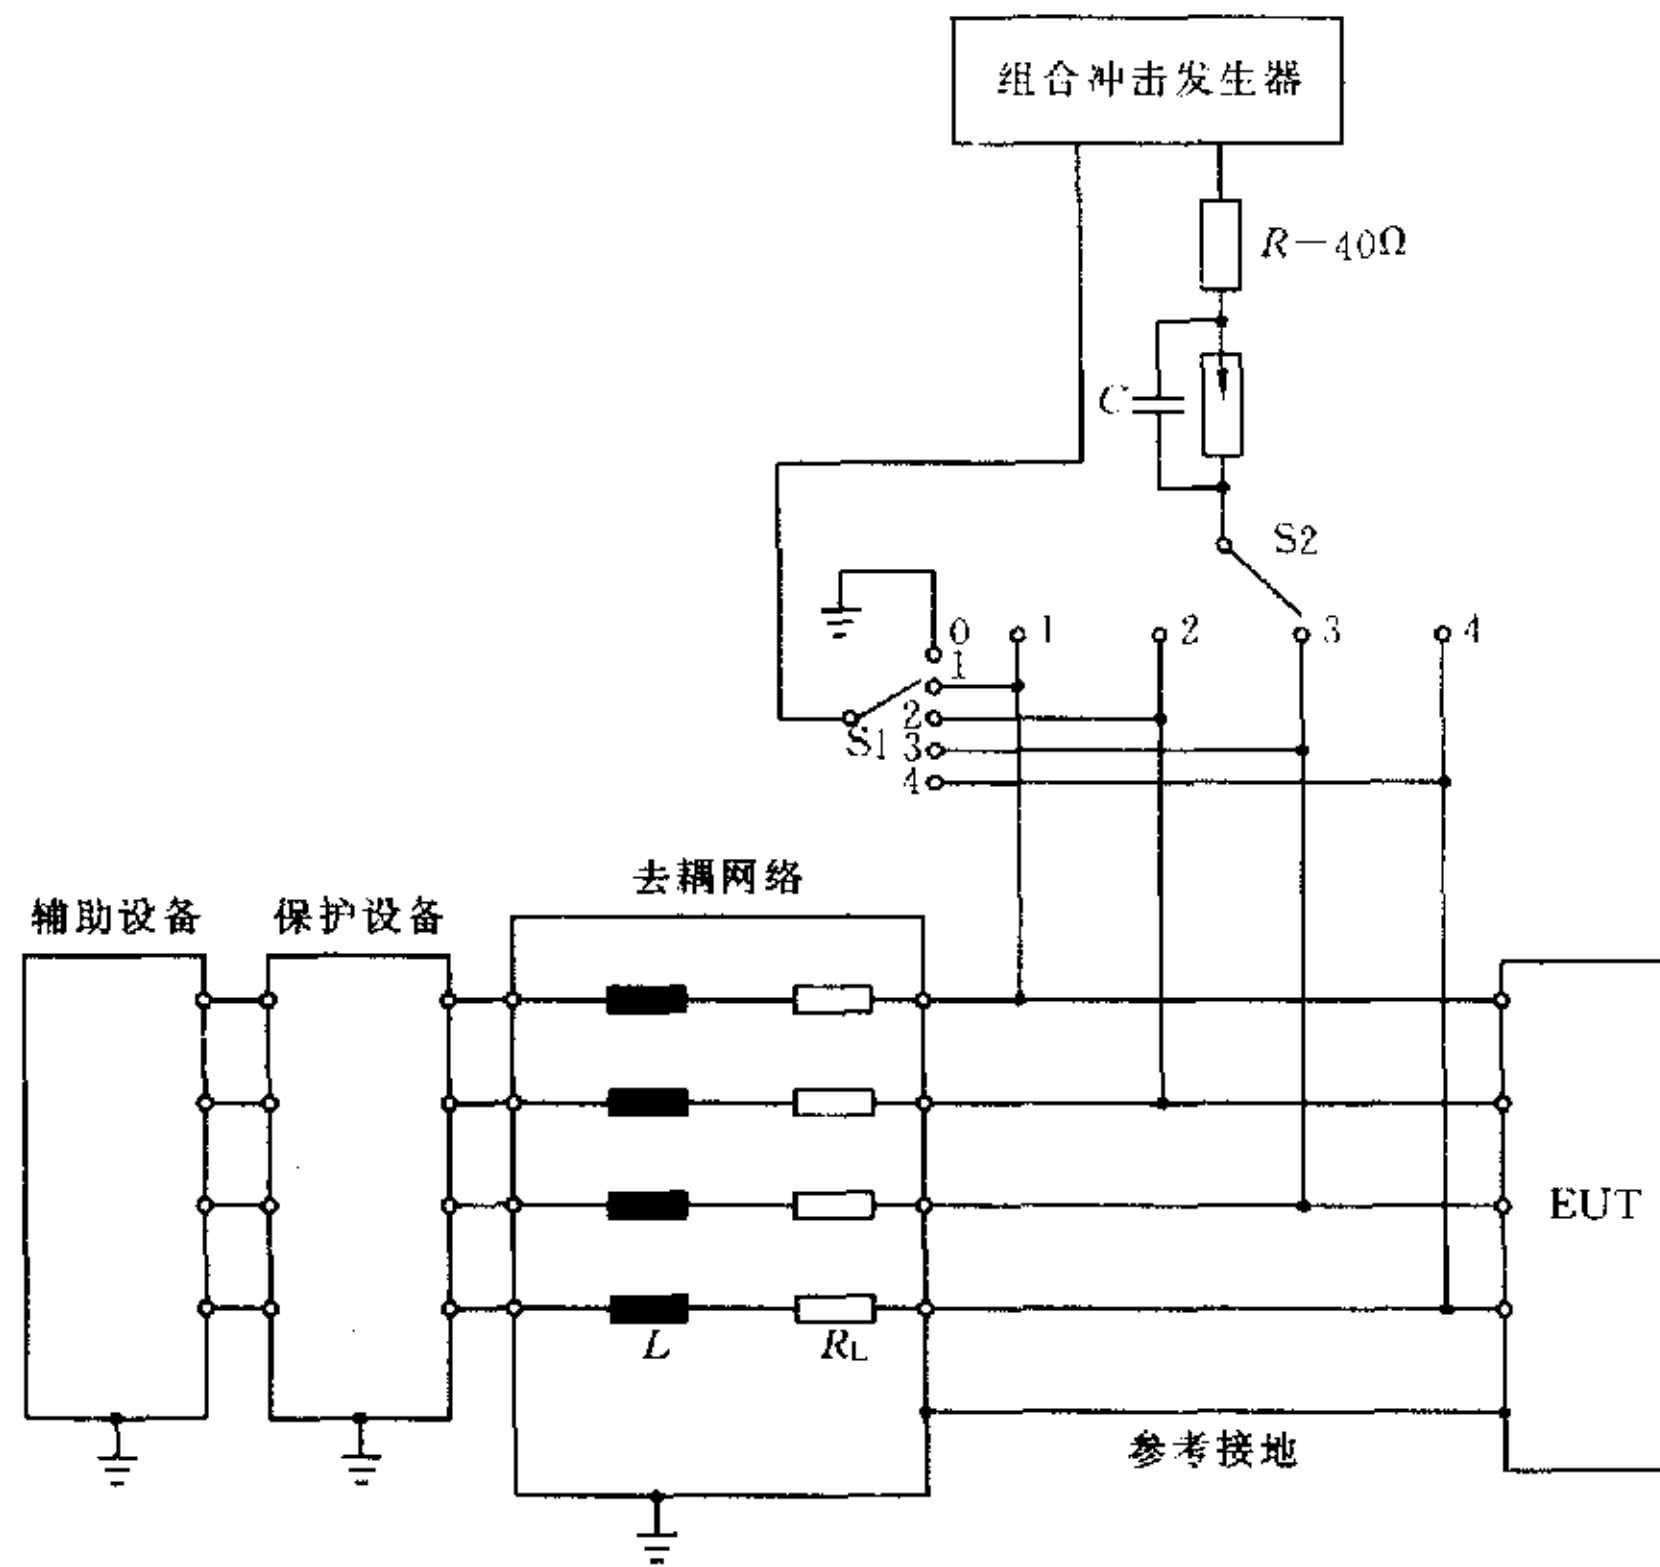 组合冲击发生器
R-40Ω
C
S2
0 1 2 3 4
1
2
S1 3
4
去耦网络
辅助设备 保护设备
EUT
L RL
参考接地